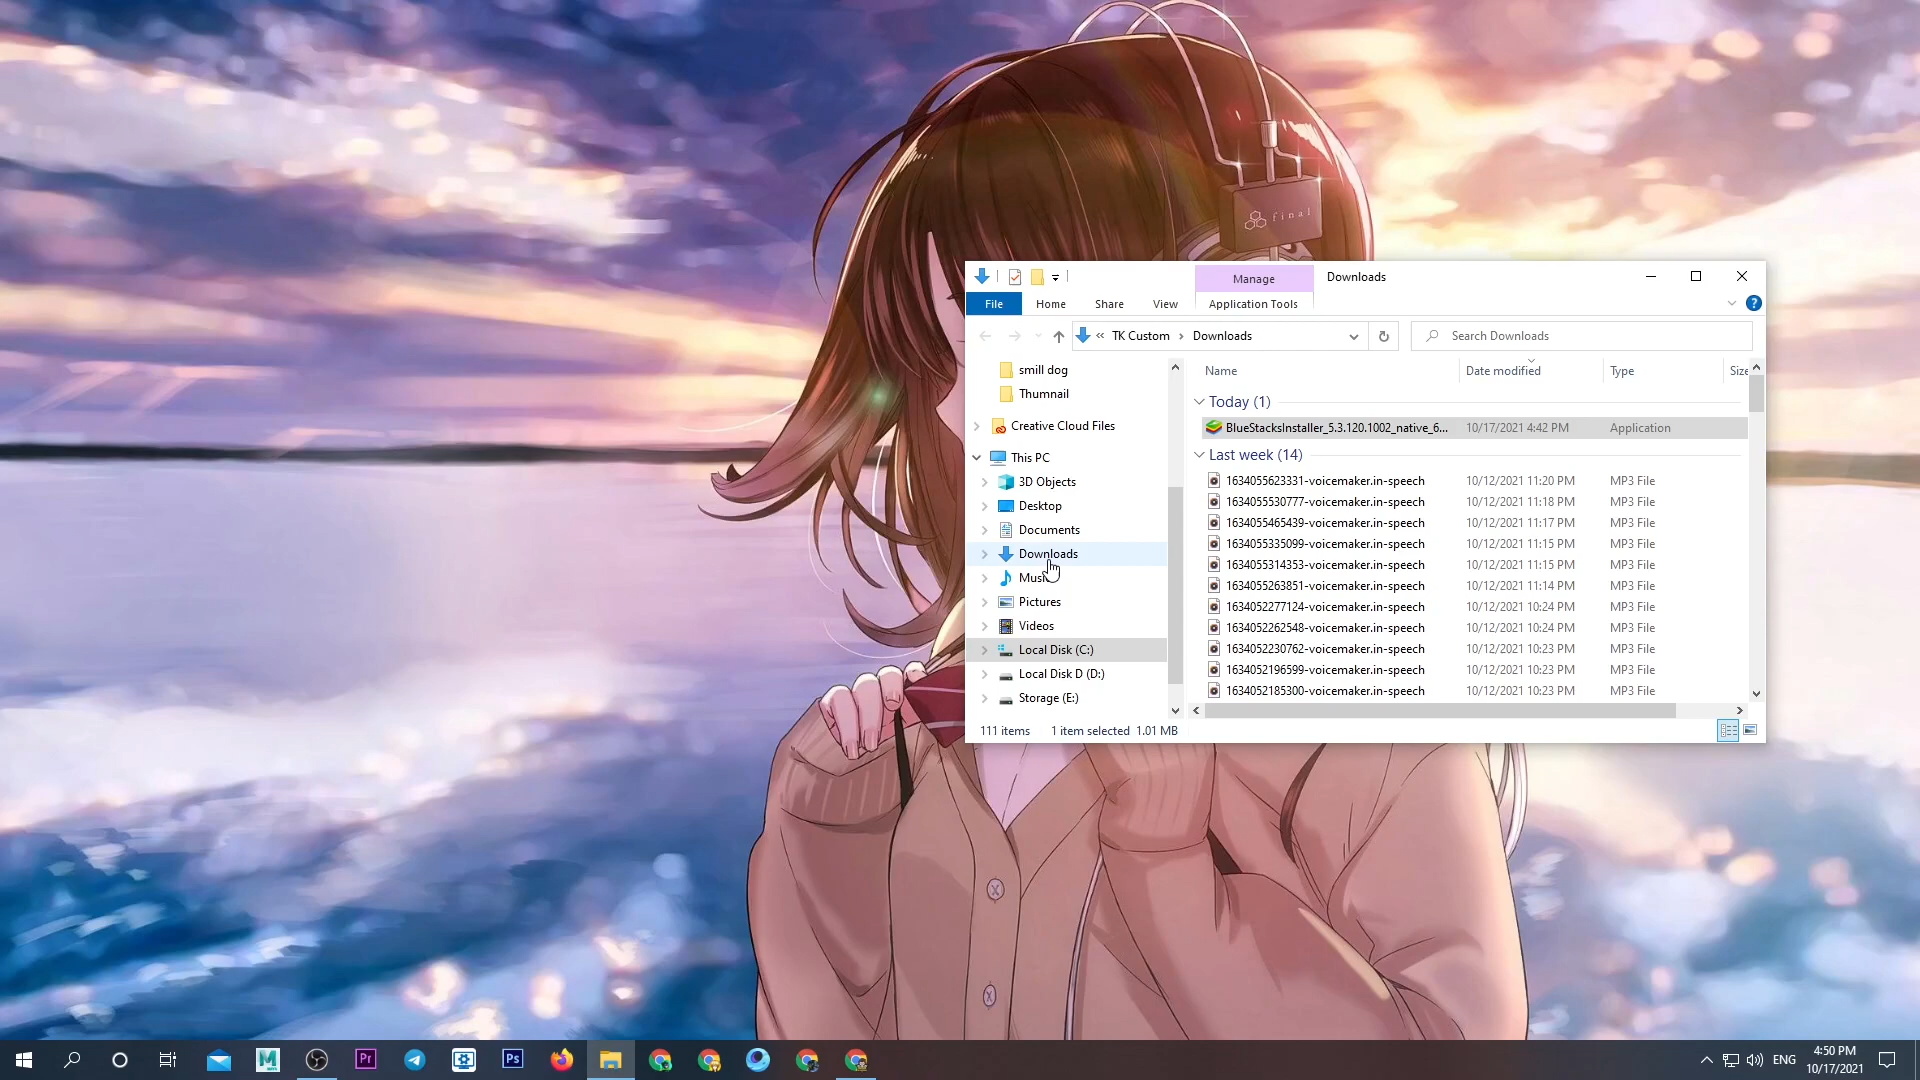 final
Manage
Downloads
File
Home
Share
View
Application Tools
?
«
TK Custom
Downloads
Search Downloads
smill dog
Thumnail
Creative Cloud Files
This PC
3D Objects
Desktop
Documents
Downloads
Music
Pictures
Videos
Local Disk (C:)
Local Disk D (D:)
Storage (E:)
Name
Date modified
Type
Size
Today (1)
BlueStacksInstaller_5.3.120.1002_native_6... 10/17/2021 4:42 PM Application
Last week (14)
1634055623331-voicemaker.in-speech 10/12/2021 11:20 PM MP3 File
1634055530777-voicemaker.in-speech 10/12/2021 11:18 PM MP3 File
1634055465439-voicemaker.in-speech 10/12/2021 11:17 PM MP3 File
1634055335099-voicemaker.in-speech 10/12/2021 11:15 PM MP3 File
1634055314353-voicemaker.in-speech 10/12/2021 11:15 PM MP3 File
1634055263851-voicemaker.in-speech 10/12/2021 11:14 PM MP3 File
1634052277124-voicemaker.in-speech 10/12/2021 10:24 PM MP3 File
1634052262548-voicemaker.in-speech 10/12/2021 10:24 PM MP3 File
1634052230762-voicemaker.in-speech 10/12/2021 10:23 PM MP3 File
1634052196599-voicemaker.in-speech 10/12/2021 10:23 PM MP3 File
1634052185300-voicemaker.in-speech 10/12/2021 10:23 PM MP3 File
111 items 1 item selected 1.01 MB
M
Pr
Ps
ENG
4:50 PM
10/17/2021